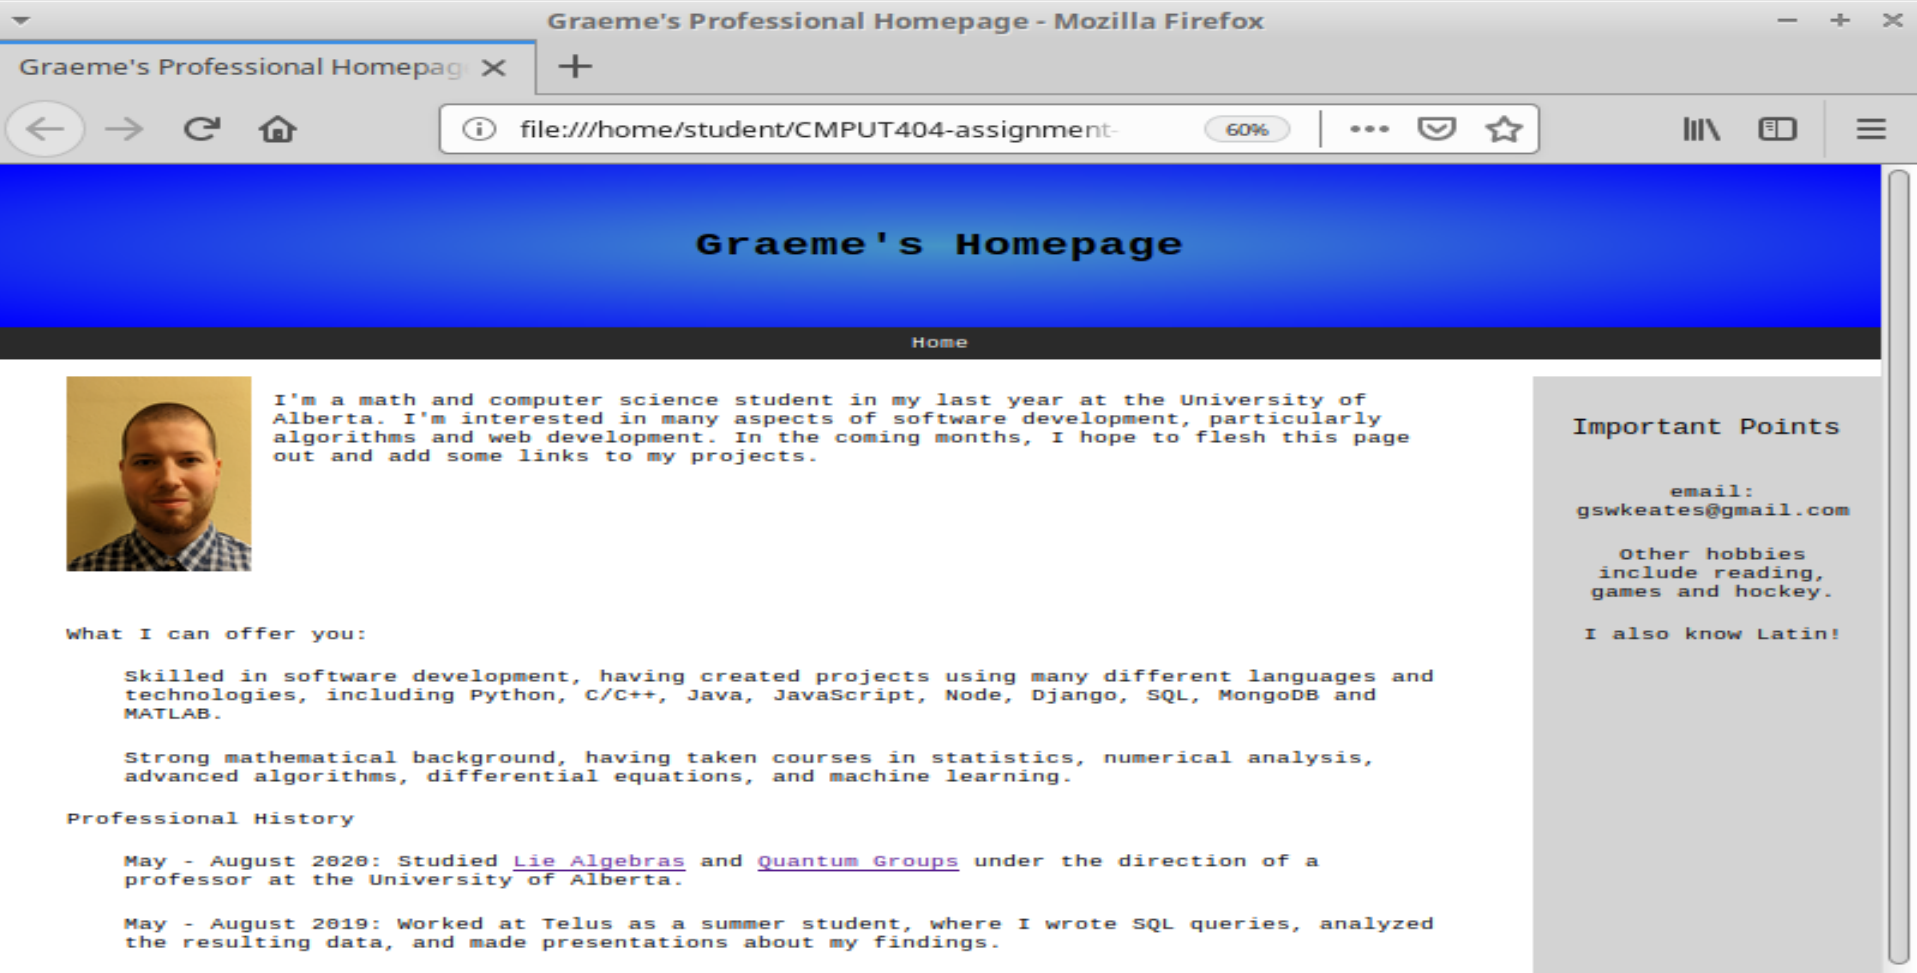 Graeme's Professional Homepage - Mozilla Firefox
Graeme's Professional Homepag
file:///home/student/CMPUT404-assignment-
60%
Graeme's Homepage
Home
I'm a math and computer science student in my last year at the University of
Alberta. I'm interested in many aspects of software development, particularly
algorithms and web development. In the coming months, I hope to flesh this page
out and add some links to my projects.
What I can offer you:
Skilled in software development, having created projects using many different languages and
technologies, including Python, C/C++, Java, JavaScript, Node, Django, SQL, MongoDB and
MATLAB.
Strong mathematical background, having taken courses in statistics, numerical analysis,
advanced algorithms, differential equations, and machine learning.
Professional History
May - August 2020: Studied Lie Algebras and Quantum Groups under the direction of a
professor at the University of Alberta.
May - August 2019: Worked at Telus as a summer student, where I wrote SQL queries, analyzed
the resulting data, and made presentations about my findings.
Important Points
email:
gswkeates@gmail.com
Other hobbies
include reading,
games and hockey.
I also know Latin!